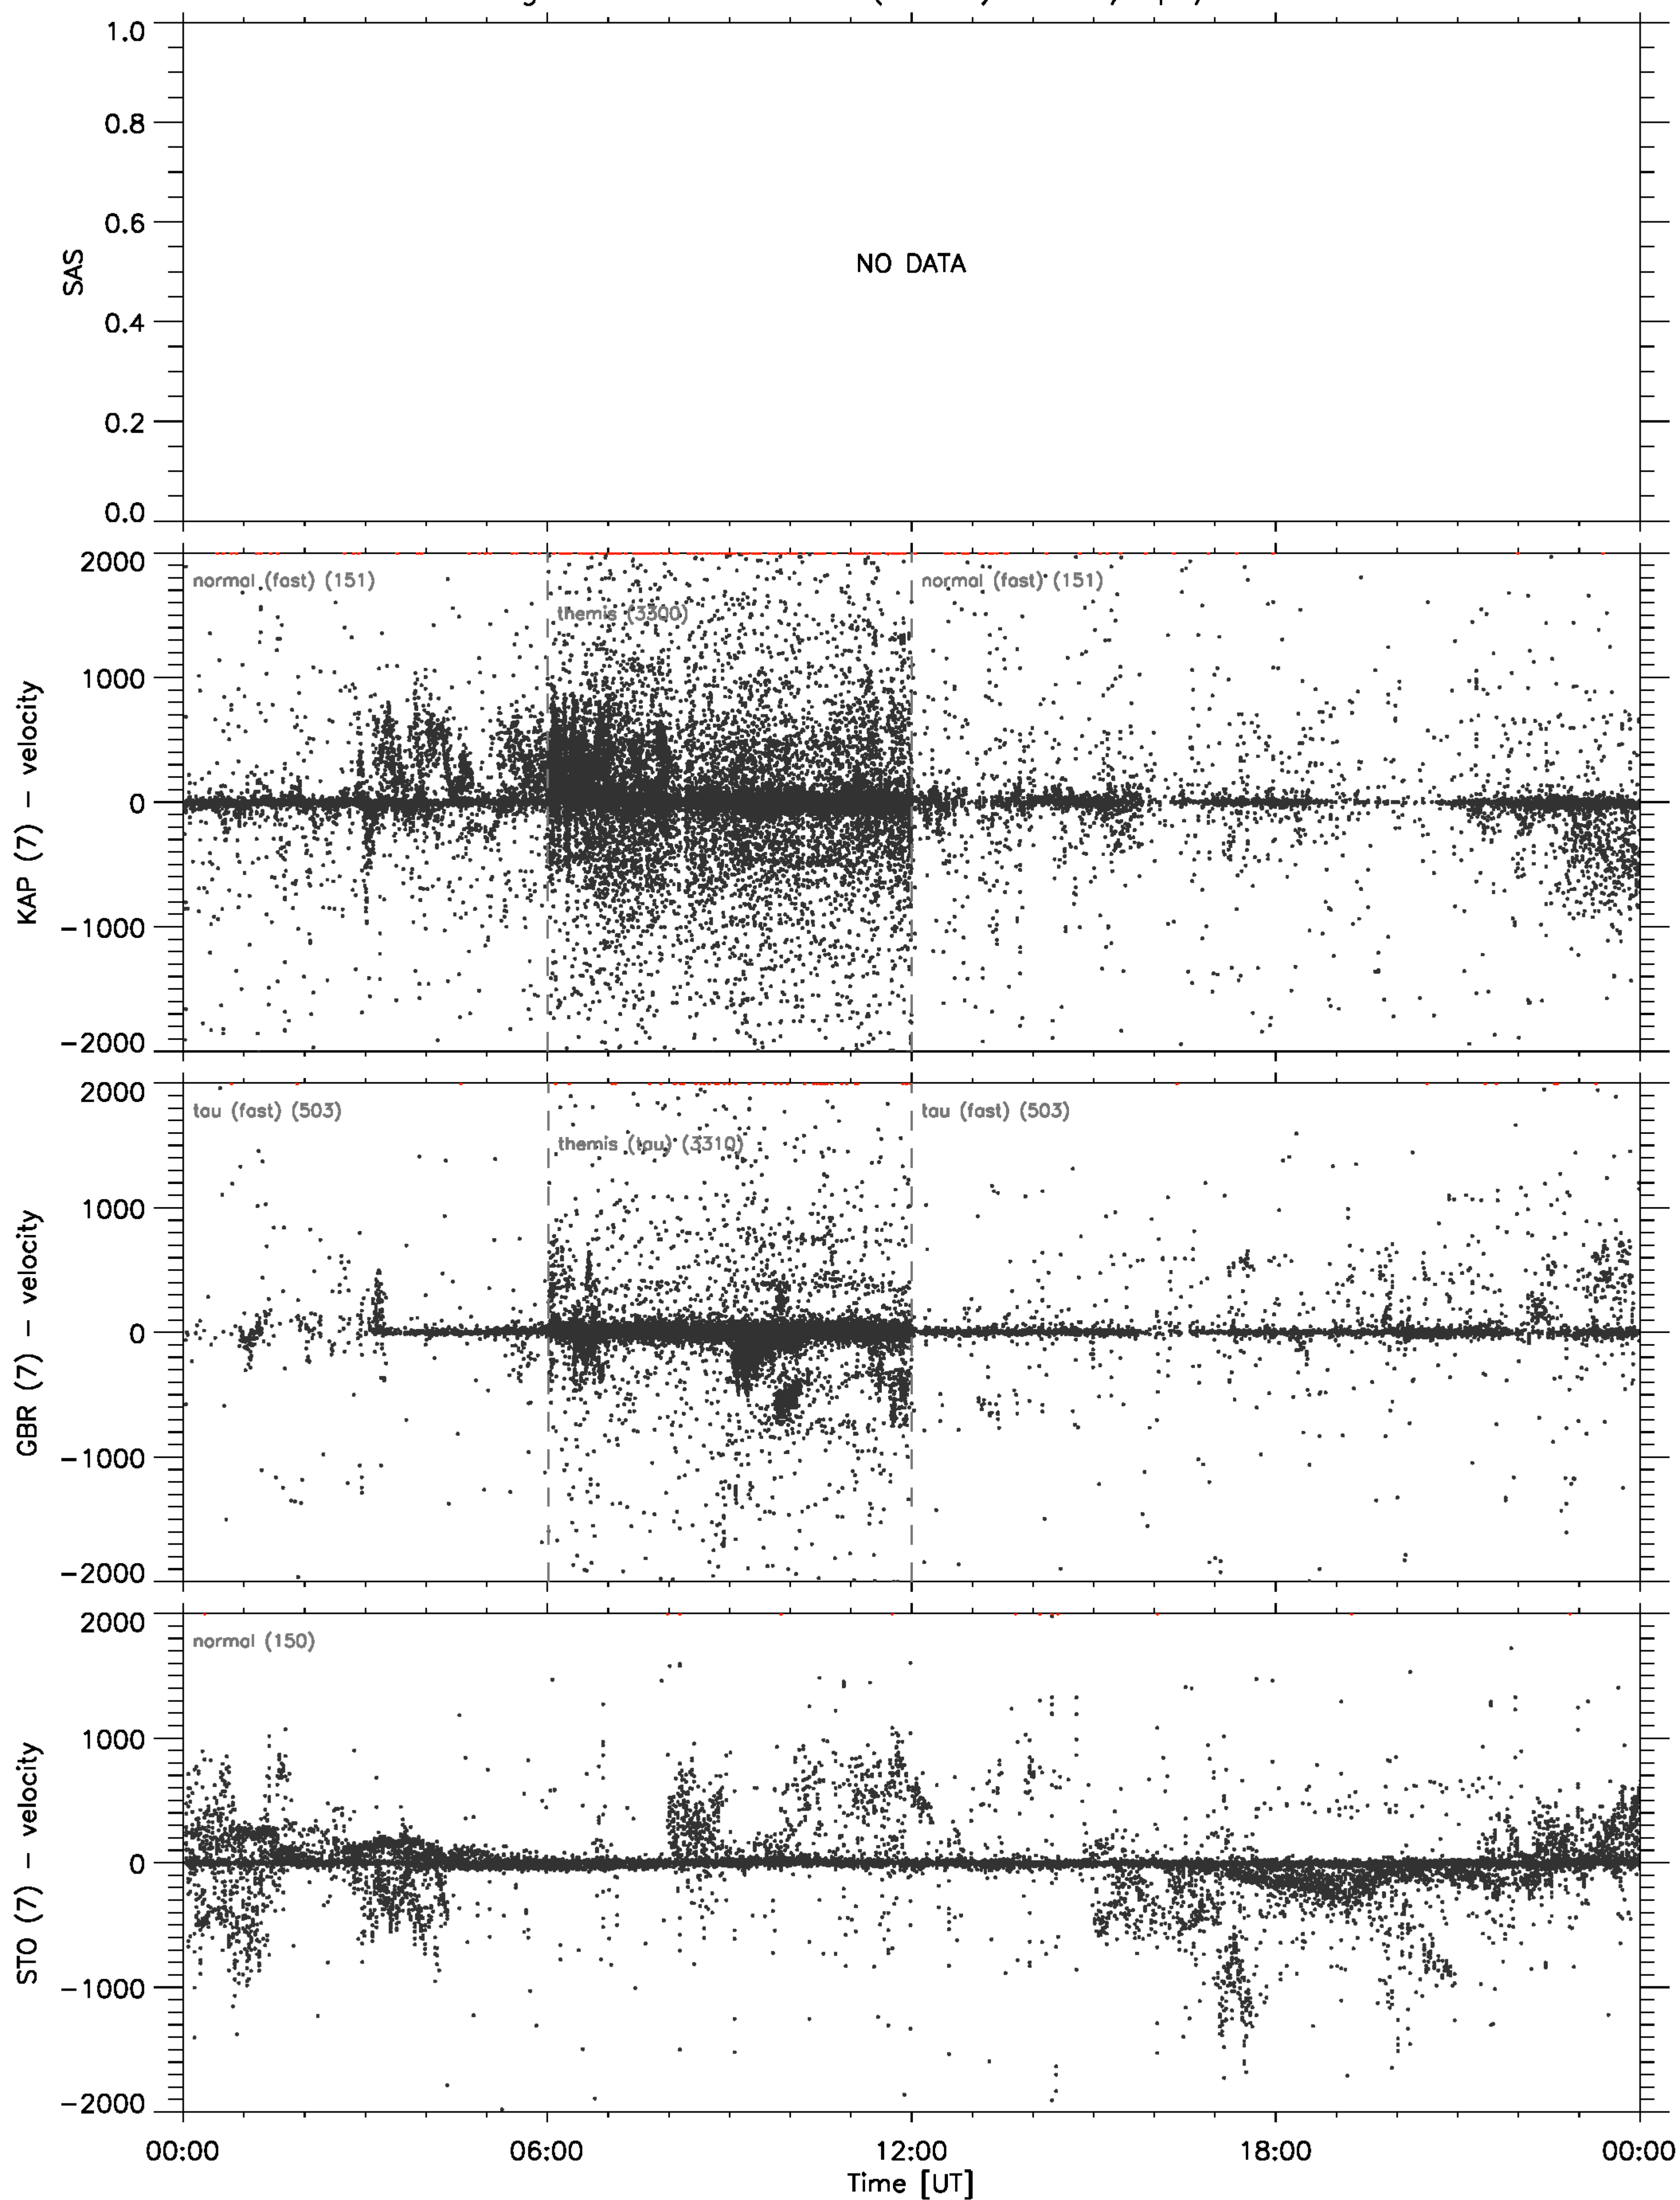 1.0
0.8
0.6
0.4
0.2
0.0
SAS
NO DATA
2000
1000
0
−1000
−2000
KAP (7) − velocity
normal (fast) (151)
themis (3300)
normal (fast) (151)
2000
1000
0
−1000
−2000
GBR (7) − velocity
tau (fast) (503)
themis (tau) (3310)
tau (fast) (503)
2000
1000
0
−1000
−2000
STO (7) − velocity
normal (150)
00:00 06:00 12:00 18:00 00:00
Time [UT]